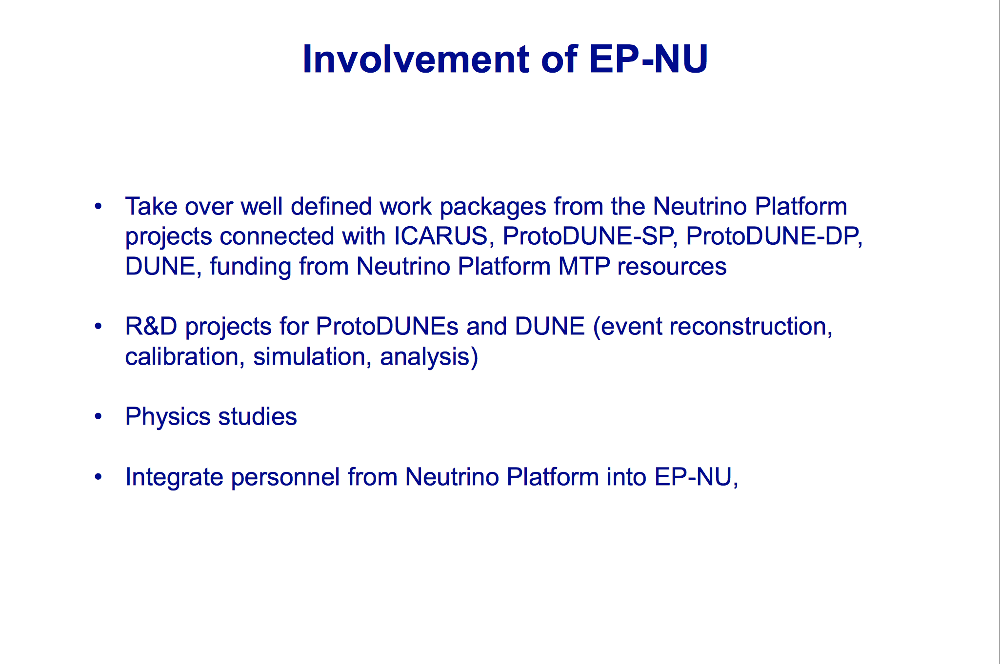 Involvement of EP-NU
• Take over well defined work packages from the Neutrino Platform
projects connected with ICARUS, ProtoDUNE-SP, ProtoDUNE-DP,
DUNE, funding from Neutrino Platform MTP resources
• R&D projects for ProtoDUNEs and DUNE (event reconstruction,
calibration, simulation, analysis)
• Physics studies
• Integrate personnel from Neutrino Platform into EP-NU,